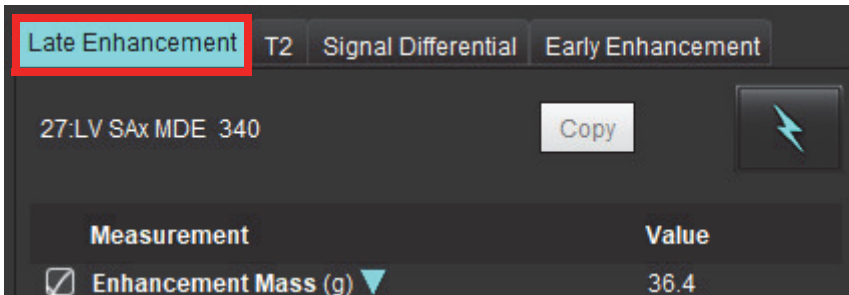 Late Enhancement T2 Signal Differential Early Enhancement
27:LV SAx MDE 340 Copy
Measurement Value
Enhancement Mass (g) 36.4